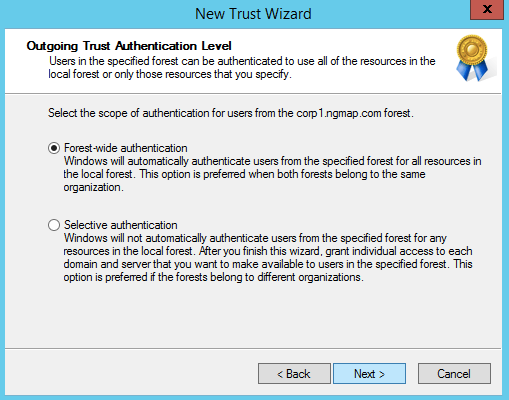 New Trust Wizard
x
Outgoing Trust Authentication Level
Users in the specified forest can be authenticated to use all of the resources in the
local forest or only those resources that you specify.
Select the scope of authentication for users from the corp1.ngmap.com forest.
Forest-wide authentication
Windows will automatically authenticate users from the specified forest for all resources in
the local forest. This option is preferred when both forests belong to the same
organization.
Selective authentication
Windows will not automatically authenticate users from the specified forest for any
resources in the local forest. After you finish this wizard, grant individual access to each
domain and server that you want to make available to users in the specified forest. This
option is preferred if the forests belong to different organizations.
< Back
Next >
Cancel